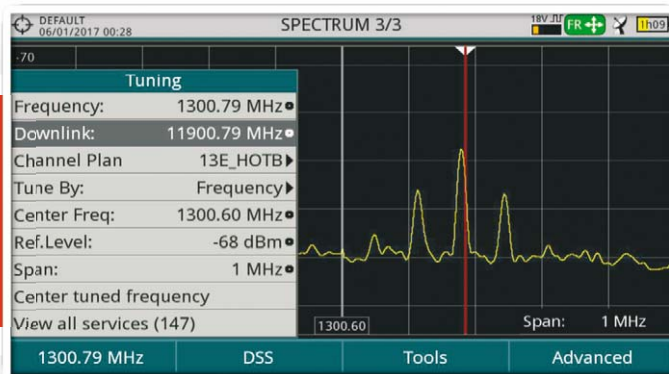 DEFAULT
06/01/2017 00:28
SPECTRUM 3/3
18V
FR
1h09
-70
Tuning
Frequency: 1300.79 MHz
Downlink: 11900.79 MHz
Channel Plan 13E_HOTB
Tune By: Frequency
Center Freq: 1300.60 MHz
Ref.Level: -68 dBm
Span: 1 MHz
Center tuned frequency
View all services (147)
1300.60
Span: 1 MHz
1300.79 MHz
DSS
Tools
Advanced